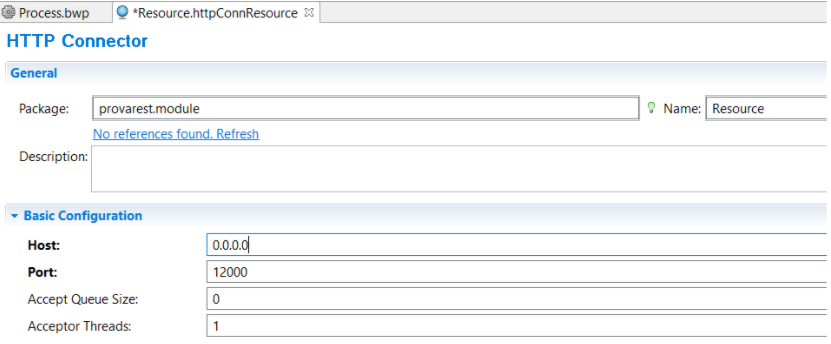 Process.bwp *Resource.httpConnResource
HTTP Connector
General
Package: provarest.module Name: Resource
No references found. Refresh
Description:
Basic Configuration
Host: 0.0.0.0
Port: 12000
Accept Queue Size: 0
Acceptor Threads: 1